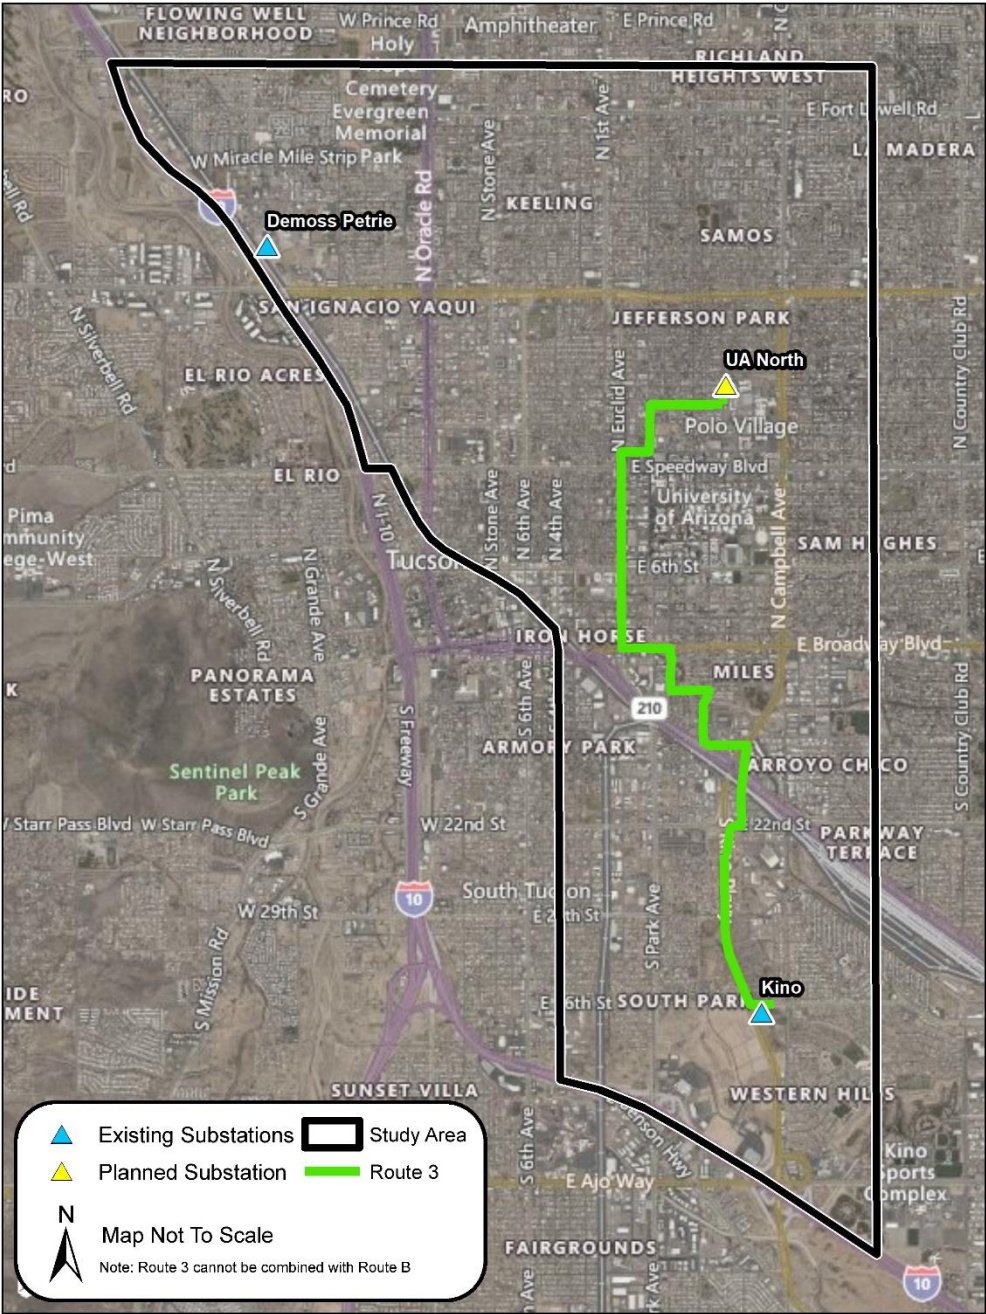 FLOWING WELL
NEIGHBORHOOD
W Prince Rd
Amphitheater
E Prince Rd
Holy
Hope
Cemetery
Evergreen
Memorial
Park
RICHLAND
HEIGHTS WEST
E Fort Lowell Rd
LA MADERA
W Miracle Mile Strip
N Stone Ave
N 1st Ave
KEELING
N Oracle Rd
SAMOS
Demoss Petrie
SAN IGNACIO YAQUI
JEFFERSON PARK
N Silverbell Rd
EL RIO ACRES
N Euclid Ave
UA North
Polo Village
N Country Club Rd
EL RIO
E Speedway Blvd
University
of Arizona
Pima
N I-10
N Stone Ave
N 6th Ave
N 4th Ave
N Campbell Ave
SAM HUGHES
Tucson
E 6th St
N Silverbell Rd
N Grande Ave
IRON HORSE
E Broadway Blvd
PANORAMA
ESTATES
MILES
210
S 6th Ave
S Freeway
ARMORY PARK
ARROYO CHICO
S Country Club Rd
Sentinel Peak
Park
S Grande Ave
Starr Pass Blvd
W Starr Pass Blvd
W 22nd St
E 22nd St
PARKWAY
TERRACE
10
South Tucson
W 29th St
S Park Ave
S Mission Rd
Kino
SOUTH PARK
SUNSET VILLA
WESTERN HILLS
S 6th Ave
Benson Hwy
E Ajo Way
Kino
Sports
Complex
FAIRGROUNDS
10
Existing Substations
Study Area
Planned Substation
Route 3
N
Map Not To Scale
Note: Route 3 cannot be combined with Route B